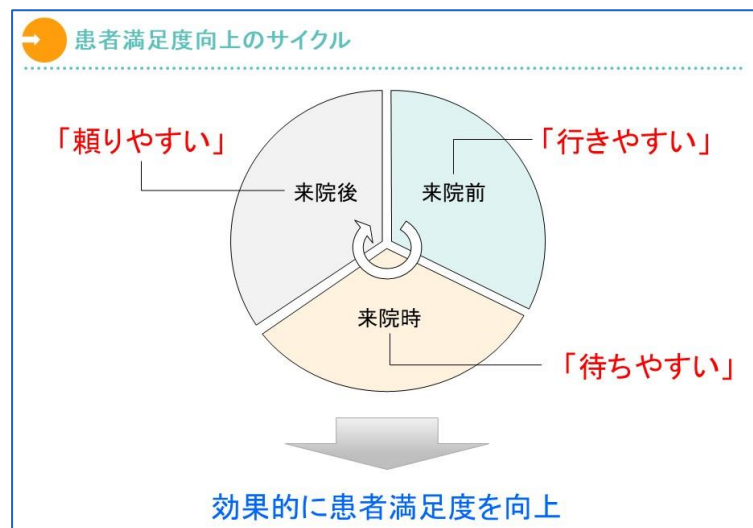 患者満足度向上のサイクル
「頼りやすい」
「行きやすい」
来院後
来院前
来院時
「待ちやすい」
効果的に患者満足度を向上